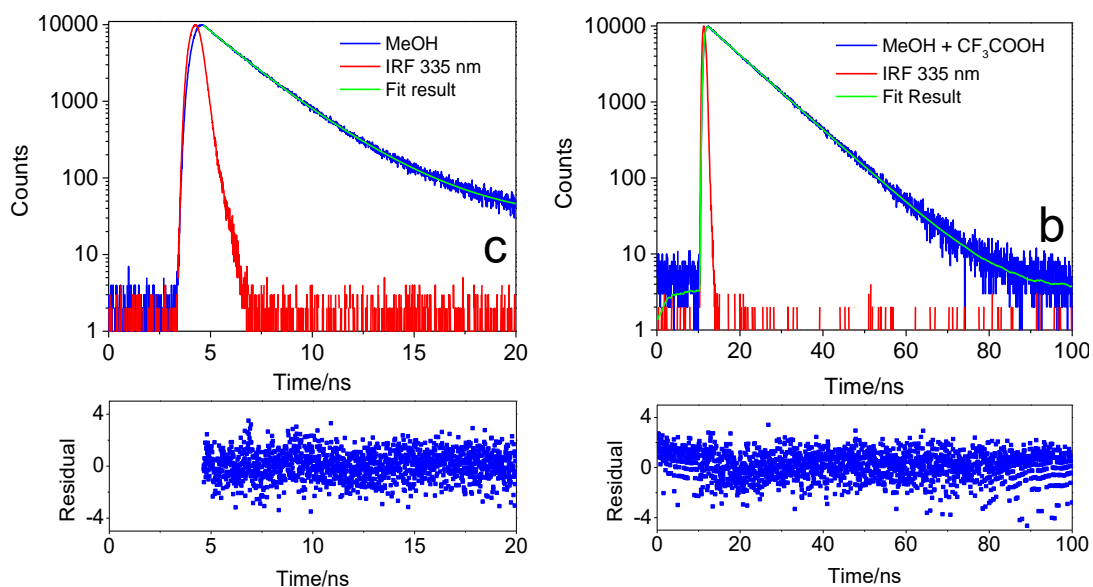 10000
1000
100
10
1
Counts
MeOH
IRF 335 nm
Fit result
c
0 5 10 15 20
Time/ns
4
0
-4
Residual
0 5 10 15 20
Time/ns
10000
1000
100
10
1
Counts
MeOH + CF₃COOH
IRF 335 nm
Fit Result
b
0 20 40 60 80 100
Time/ns
4
0
-4
Residual
0 20 40 60 80 100
Time/ns